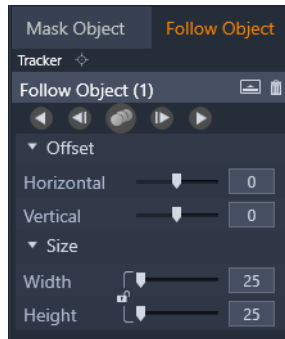 Mask Object Follow Object
Tracker
Follow Object (1)
Offset
Horizontal 0
Vertical 0
Size
Width 25
Height 25